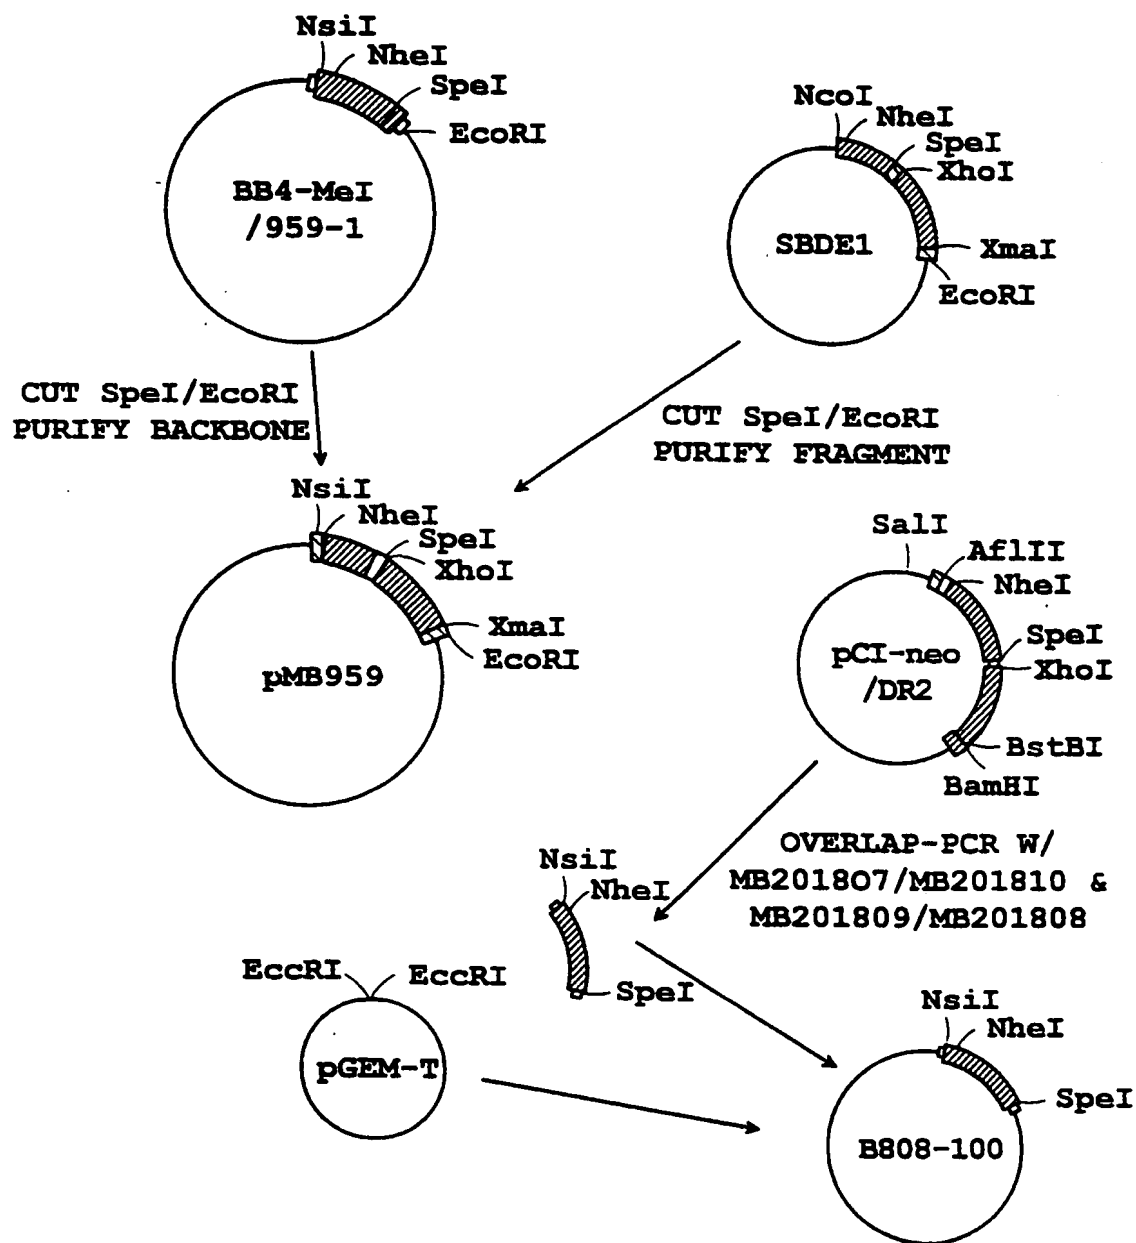 NsiI
NheI
SpeI
EcoRI
BB4-MeI
/959-1
NcoI
NheI
SpeI
XhoI
SBDE1
XmaI
EcoRI
CUT SpeI/EcoRI
PURIFY BACKBONE
CUT SpeI/EcoRI
PURIFY FRAGMENT
NsiI
NheI
SpeI
XhoI
XmaI
EcoRI
pMB959
SalI
AflII
NheI
SpeI
XhoI
pCI-neo
/DR2
BstBI
BamHI
OVERLAP-PCR W/
MB201807/MB201810 &
MB201809/MB201808
NsiI
NheI
SpeI
EccRI
EccRI
pGEM-T
NsiI
NheI
SpeI
B808-100